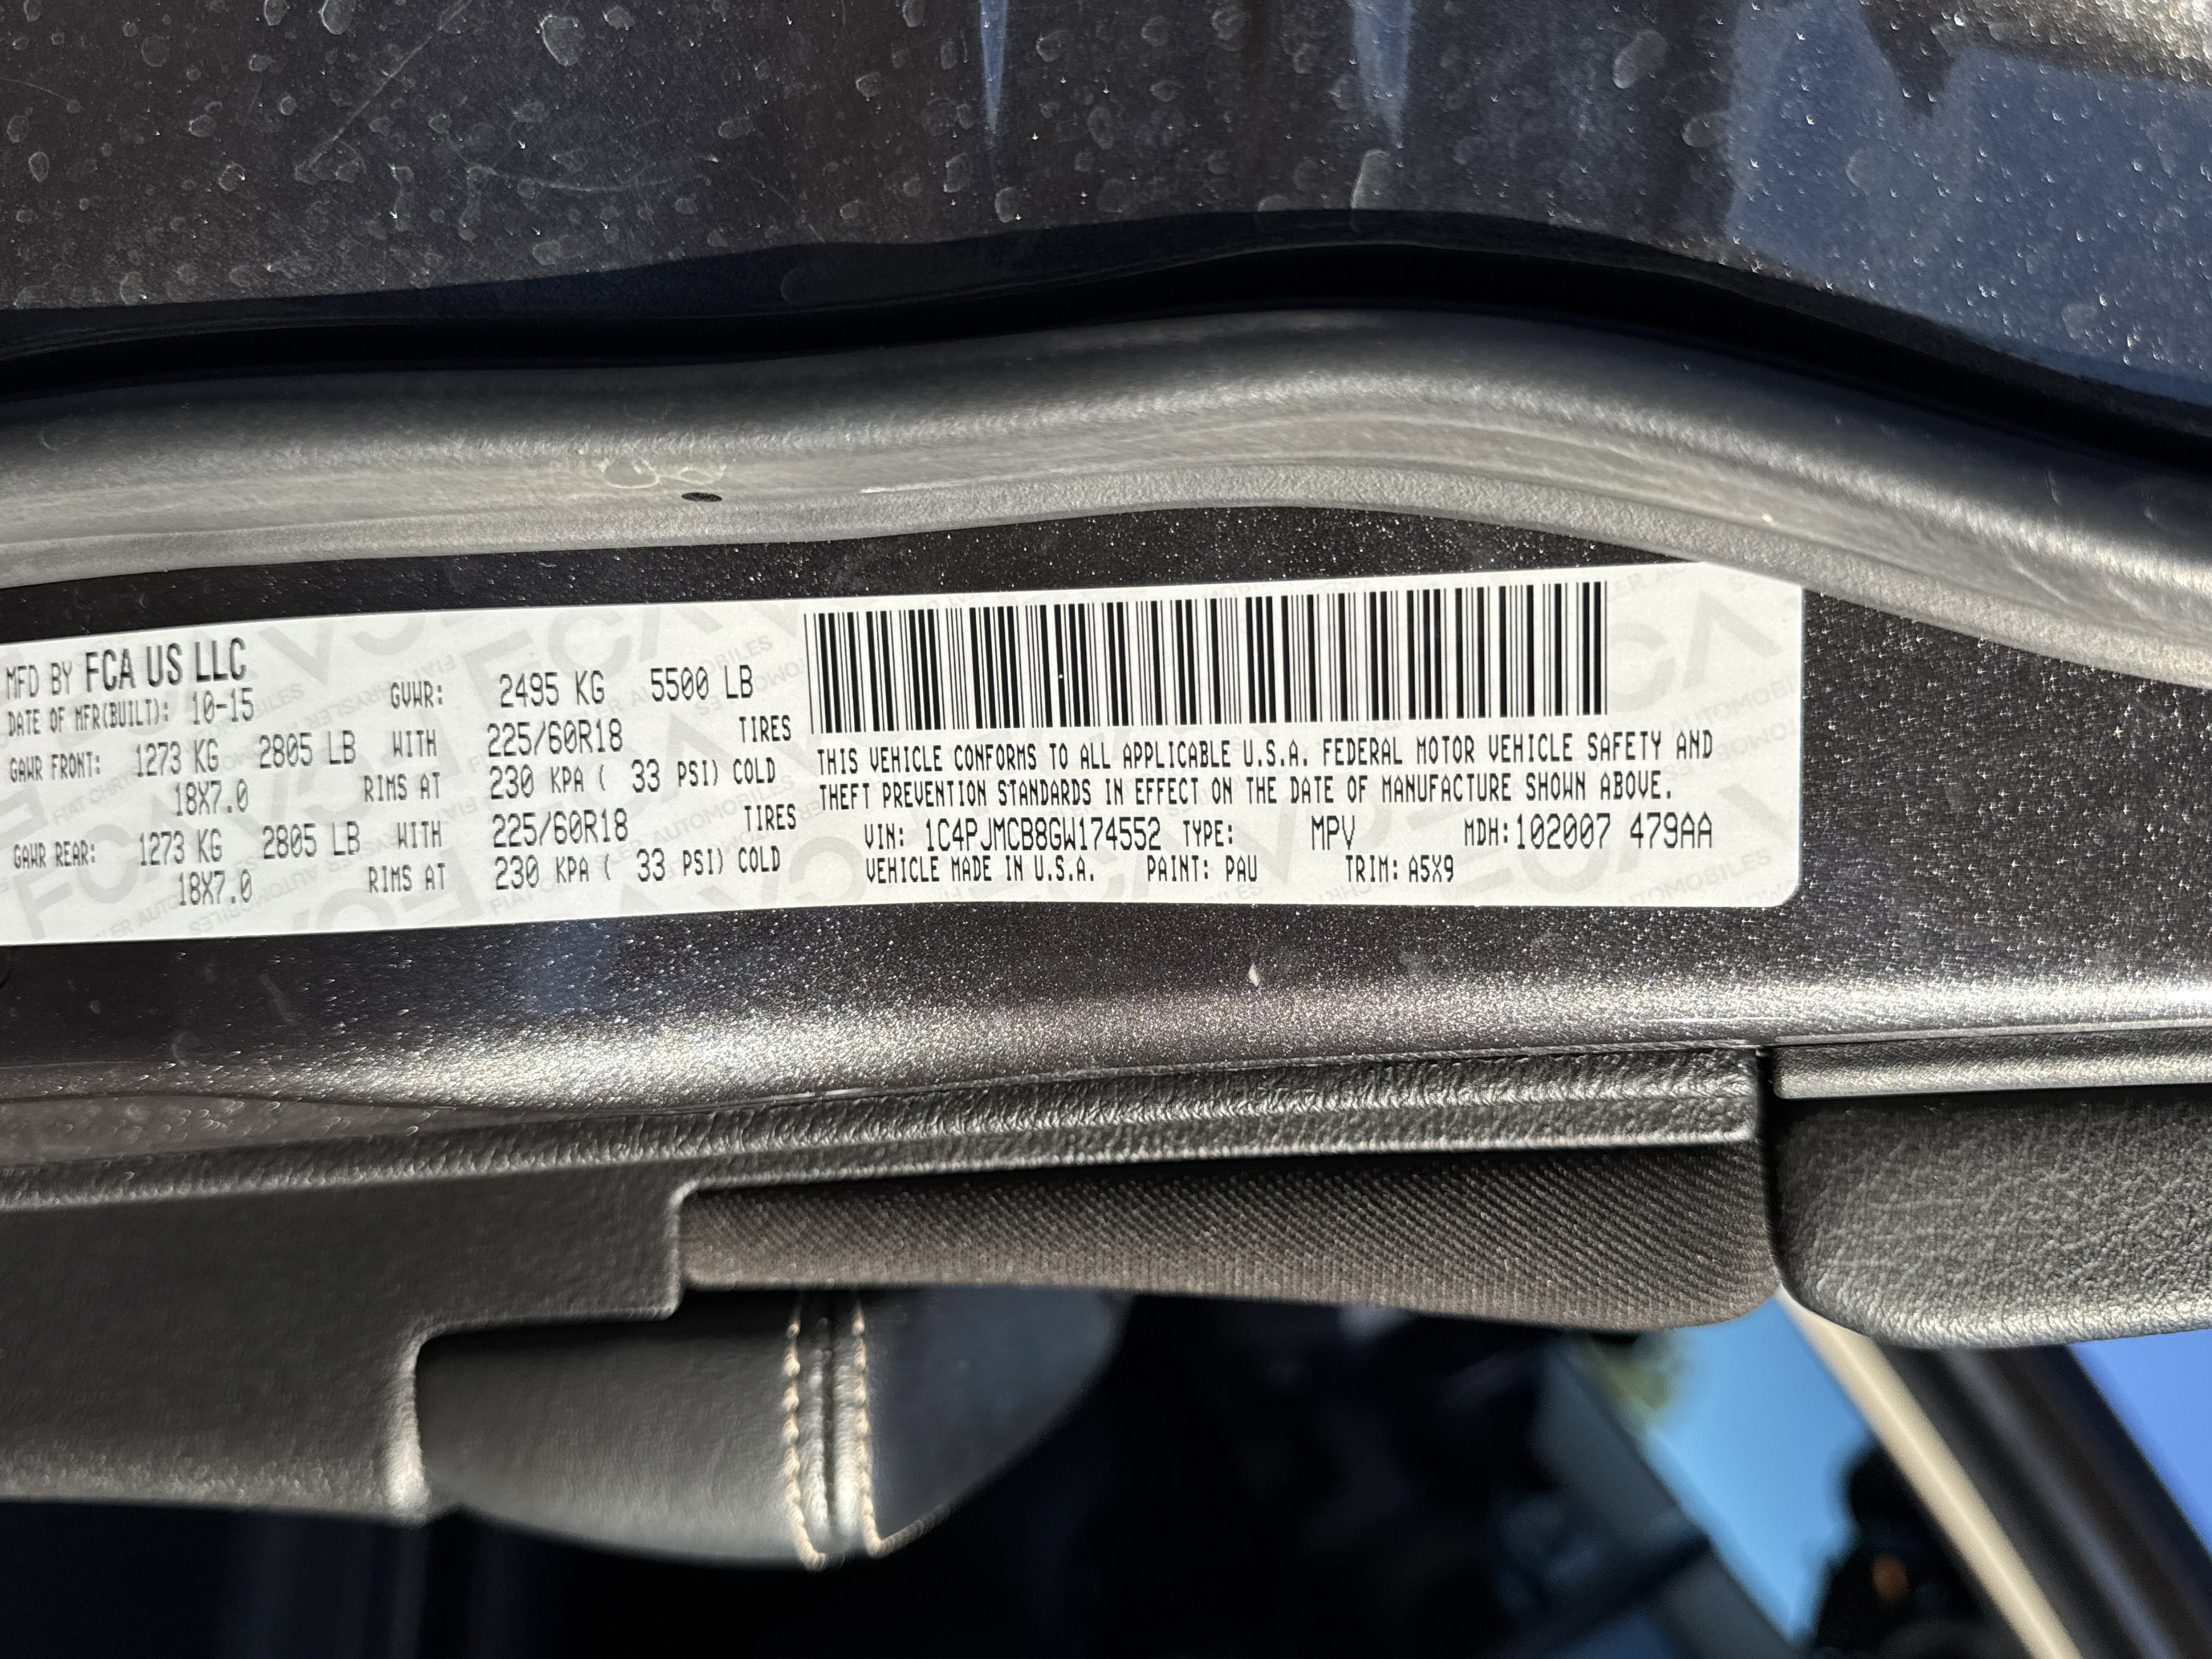 MFD BY FCA US LLC
DATE OF MFR(BUILT): 10-15
GVWR: 2495 KG 5500 LB
GAWR FRONT: 1273 KG 2805 LB WITH 225/60R18 TIRES
18X7.0 RIMS AT 230 KPA ( 33 PSI) COLD
GAWR REAR: 1273 KG 2805 LB WITH 225/60R18 TIRES
18X7.0 RIMS AT 230 KPA ( 33 PSI) COLD
THIS VEHICLE CONFORMS TO ALL APPLICABLE U.S.A. FEDERAL MOTOR VEHICLE SAFETY AND
THEFT PREVENTION STANDARDS IN EFFECT ON THE DATE OF MANUFACTURE SHOWN ABOVE.
VIN: 1C4PJMCB8GW174552 TYPE: MPV MDH: 102007 479AA
VEHICLE MADE IN U.S.A. PAINT: PAU TRIM: A5X9